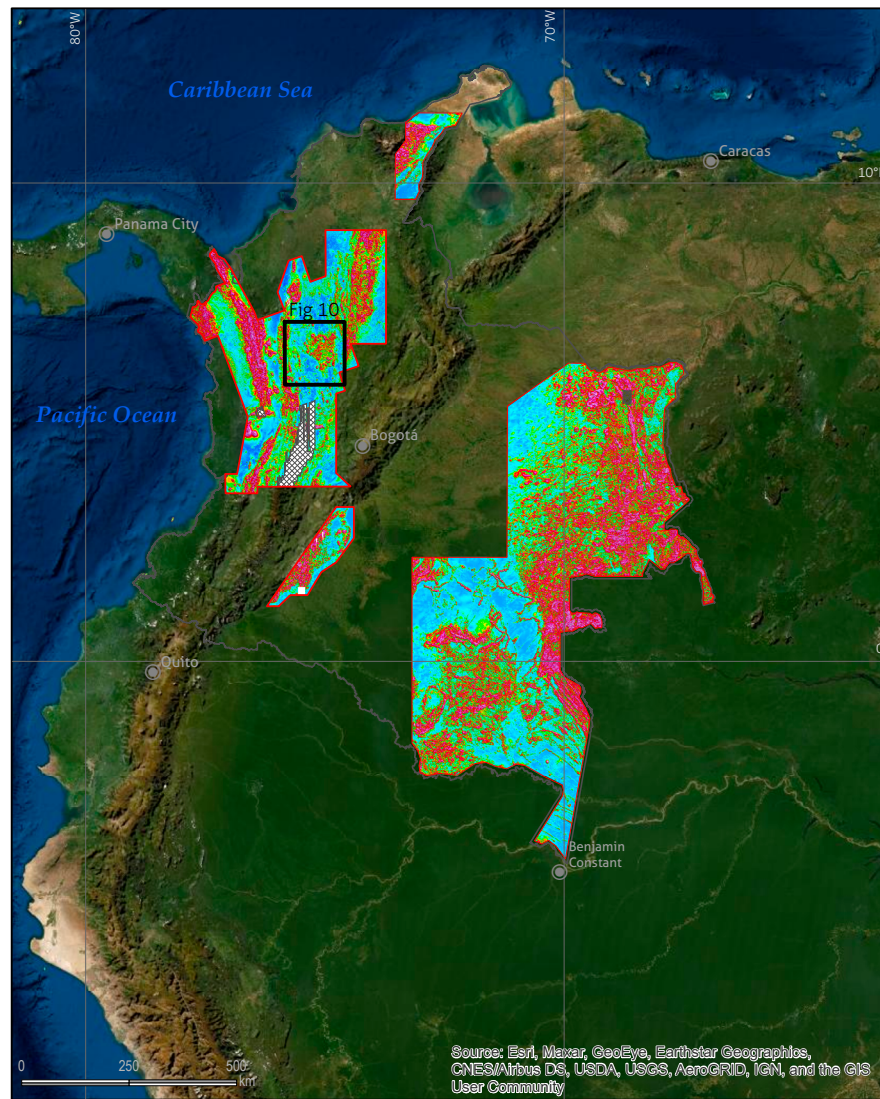 80°W
70°W
Caribbean Sea
Caracas
10°
Panama City
Fig 10
Pacific Ocean
Bogotá
Quito
0
Benjamin
Constant
0 250 500
km
Source: Esri, Maxar, GeoEye, Earthstar Geographics,
CNES/Airbus DS, USDA, USGS, AeroGRID, IGN, and the GIS
User Community